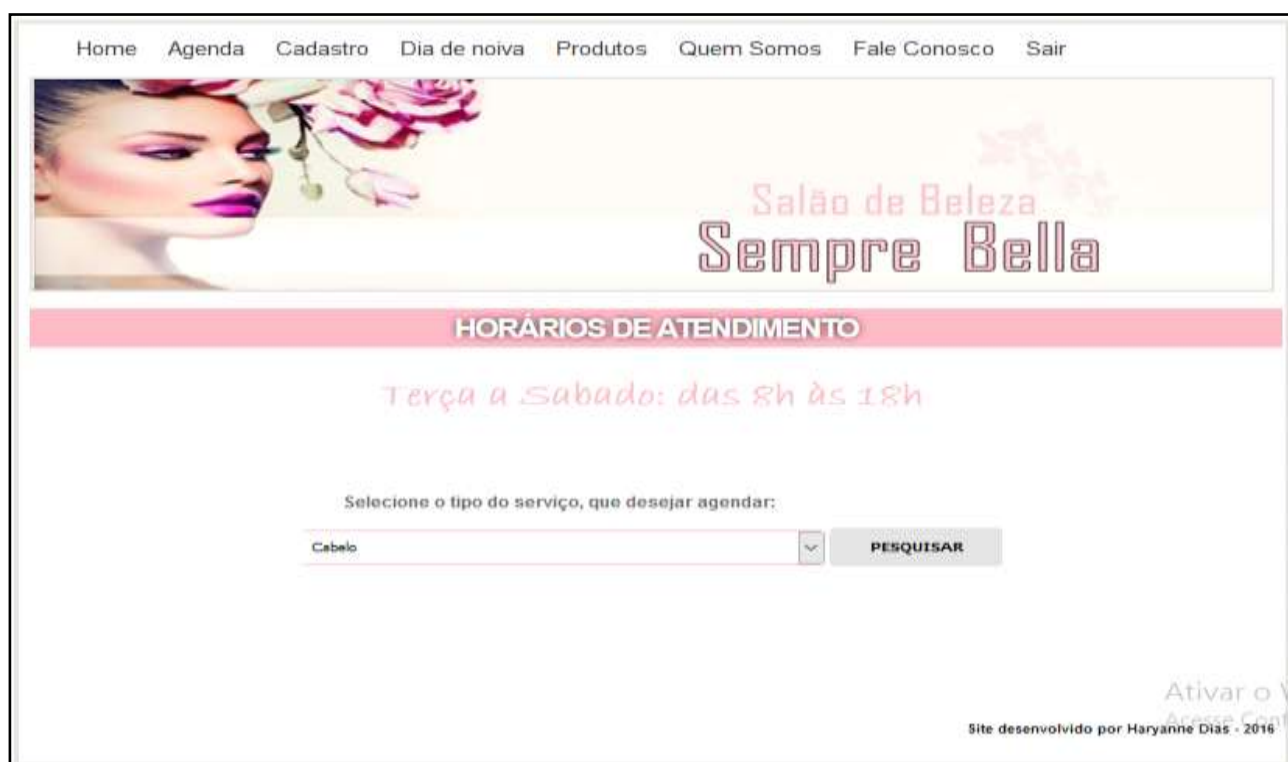 Home Agenda Cadastro Dia de noiva Produtos Quem Somos Fale Conosco Sair
Salão de Beleza
Sempre Bella
HORÁRIOS DE ATENDIMENTO
Terça a Sabado: das 8h às 18h
Selecione o tipo do serviço, que desejar agendar:
Cabelo PESQUISAR
Ativar o
Site desenvolvido por Haryanne Dias - 2016